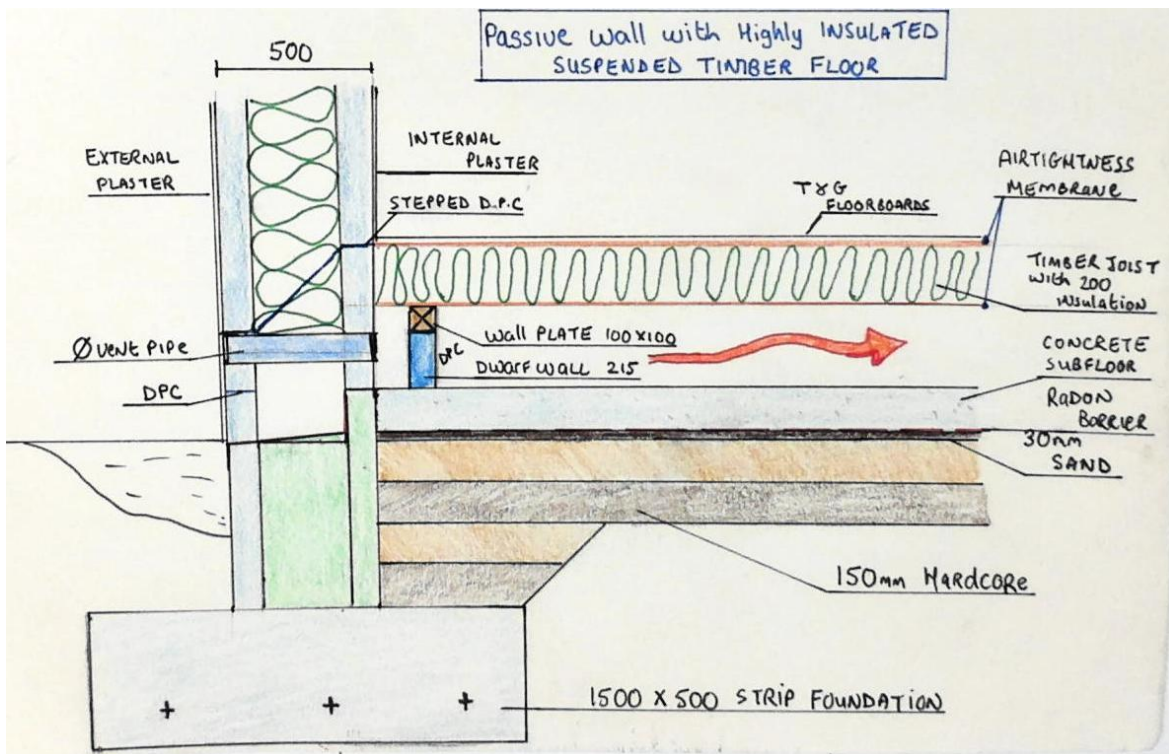 Passive Wall with Highly INSULATED
SUSPENDED TIMBER FLOOR
500
EXTERNAL
PLASTER
INTERNAL
PLASTER
STEPPED D.P.C
T & G
FLOORBOARDS
AIRTIGHTNESS
MEMBRANE
TIMBER JOIST
with 200
insulation
Ø VENT PIPE
WALL PLATE 100x100
DPC
DWARF WALL 215
DPC
CONCRETE
SUBFLOOR
RADON
BARRIER
30mm
SAND
150mm HARDCORE
1500 X 500 STRIP FOUNDATION